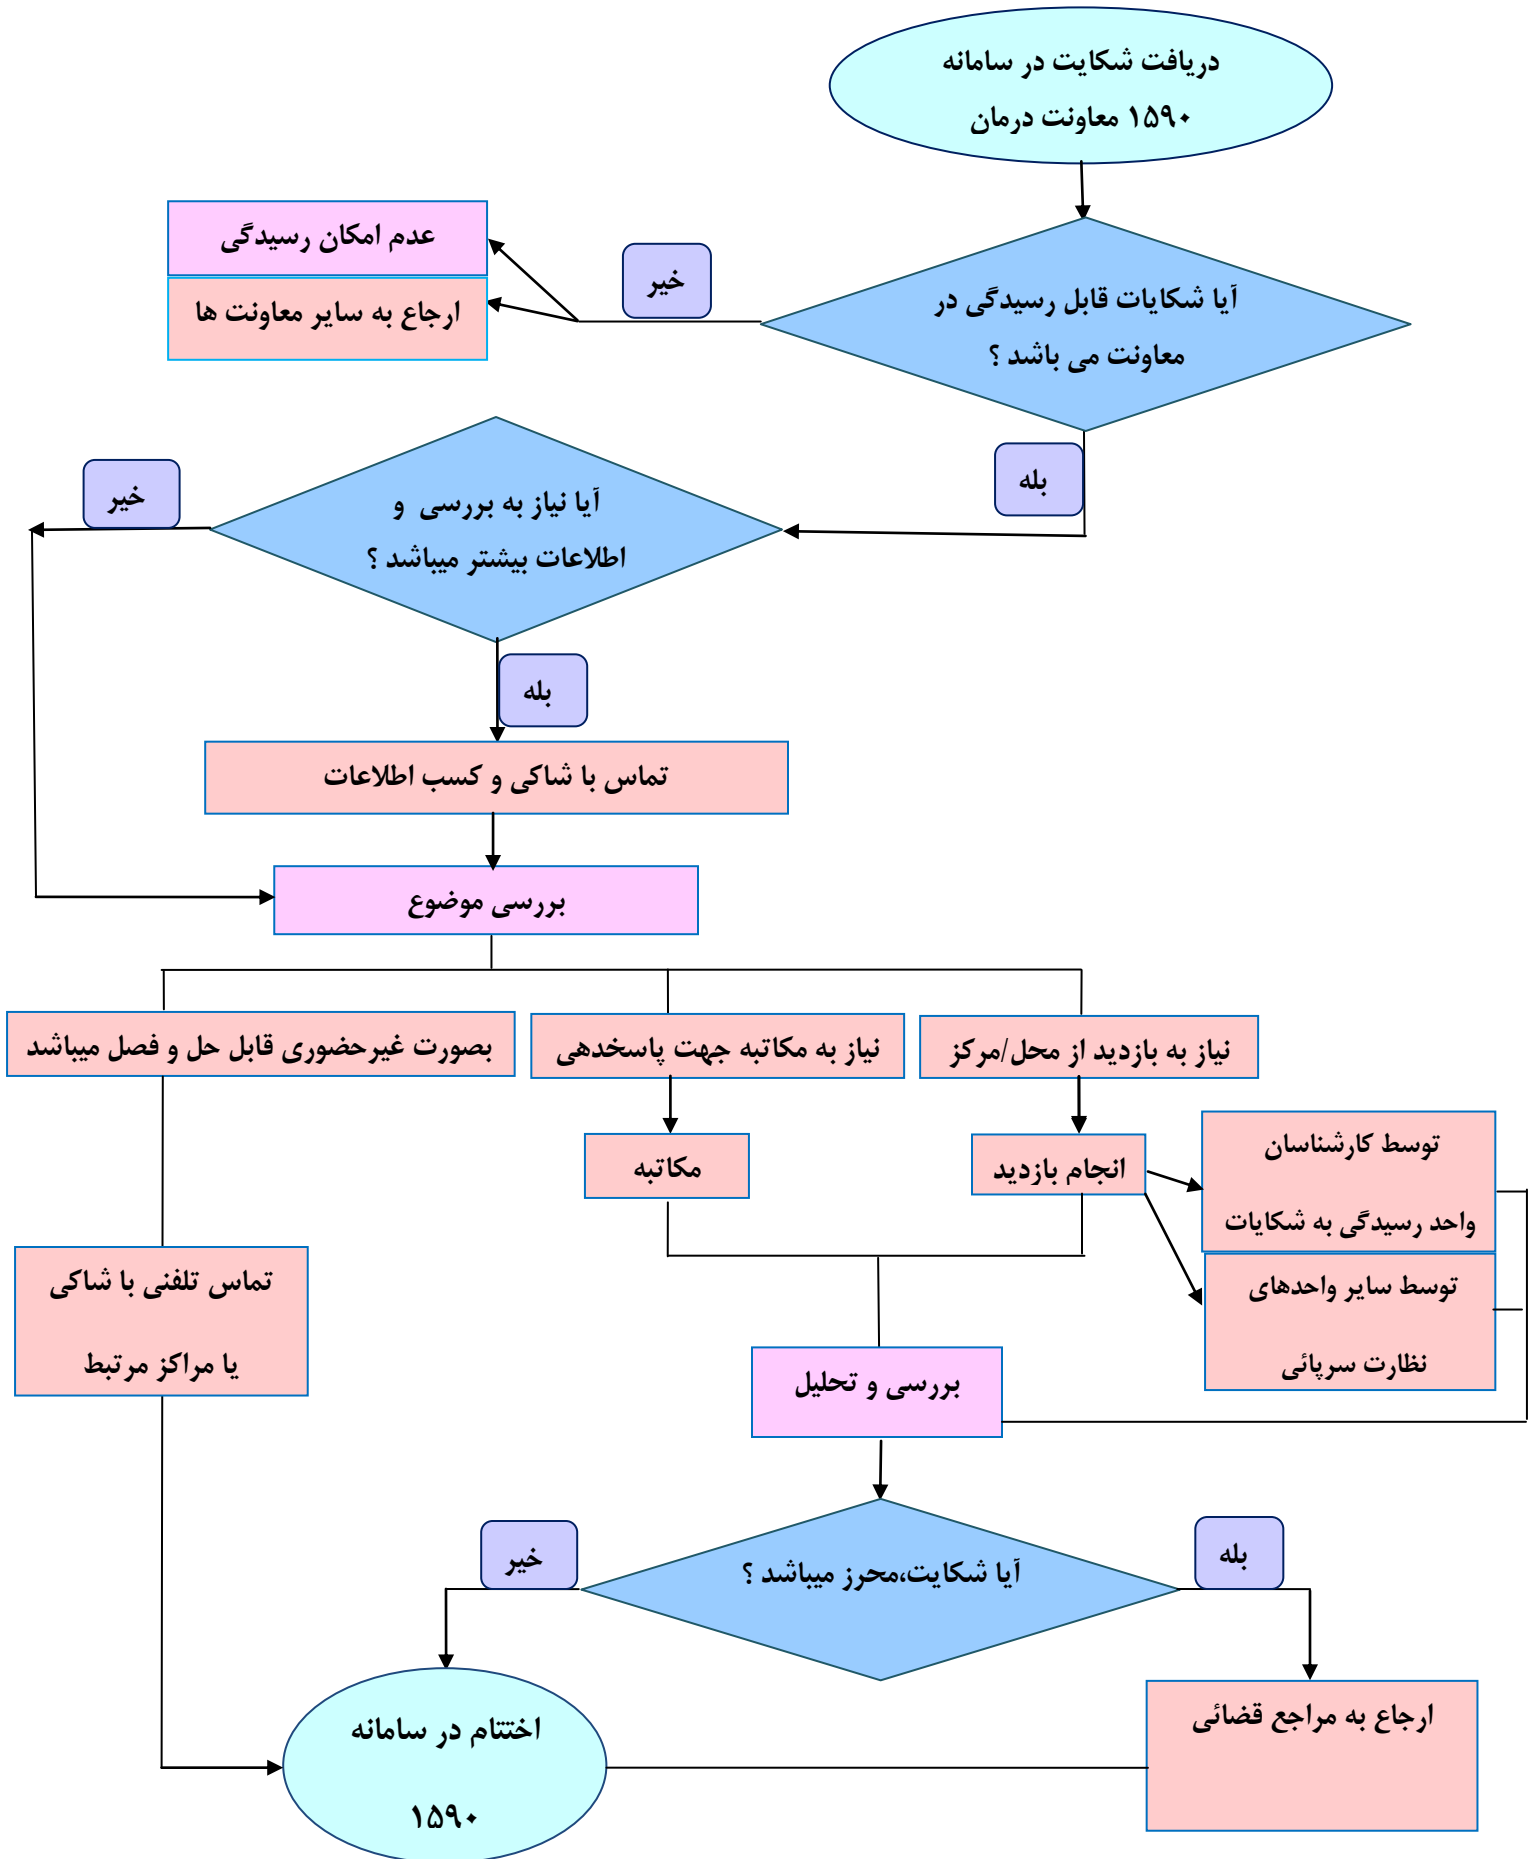 دریافت شکایت در سامانه
۱۵۹۰ معاونت درمان
آیا شکایات قابل رسیدگی در
معاونت می باشد ؟
خیر
عدم امکان رسیدگی
ارجاع به سایر معاونت ها
بله
آیا نیاز به بررسی و
اطلاعات بیشتر میباشد ؟
خیر
بله
تماس با شاکی و کسب اطلاعات
بررسی موضوع
نیاز به بازدید از محل/مرکز
نیاز به مکاتبه جهت پاسخدهی
بصورت غیرحضوری قابل حل و فصل میباشد
انجام بازدید
مکاتبه
توسط کارشناسان
واحد رسیدگی به شکایات
توسط سایر واحدهای
نظارت سرپائی
تماس تلفنی با شاکی
یا مراکز مرتبط
بررسی و تحلیل
آیا شکایت،محرز میباشد ؟
بله
خیر
ارجاع به مراجع قضائی
اختتام در سامانه
۱۵۹۰